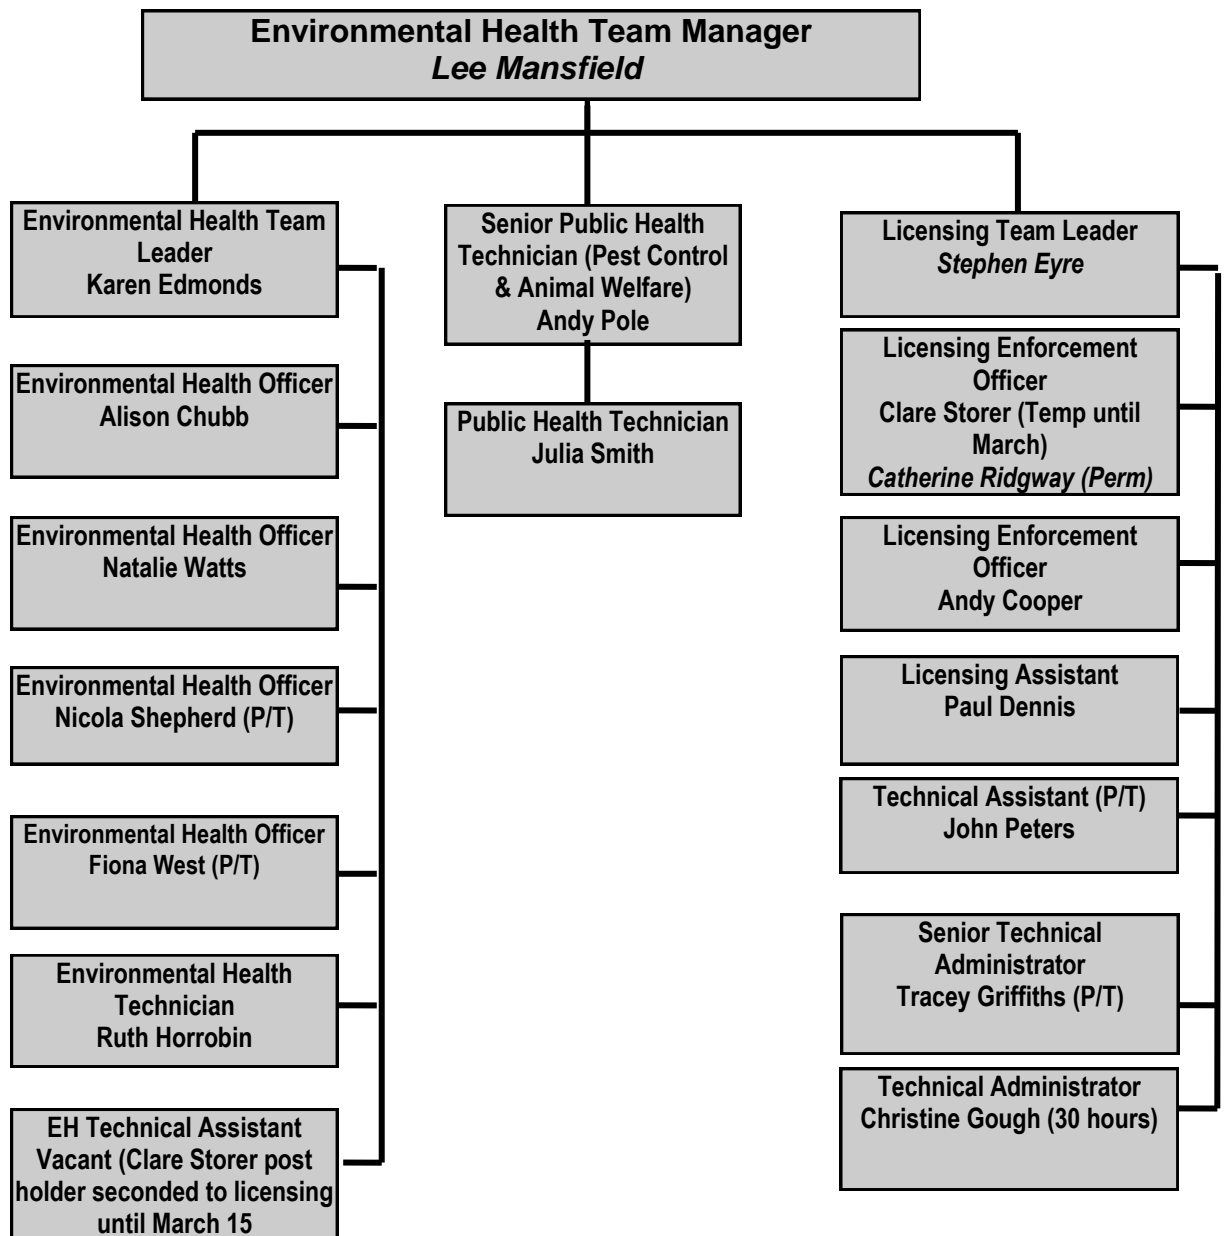 Environmental Health Team Manager
Lee Mansfield
Environmental Health Team
Leader
Karen Edmonds
Environmental Health Officer
Alison Chubb
Environmental Health Officer
Natalie Watts
Environmental Health Officer
Nicola Shepherd (P/T)
Environmental Health Officer
Fiona West (P/T)
Environmental Health
Technician
Ruth Horrobin
EH Technical Assistant
Vacant (Clare Storer post
holder seconded to licensing
until March 15
Senior Public Health
Technician (Pest Control
& Animal Welfare)
Andy Pole
Public Health Technician
Julia Smith
Licensing Team Leader
Stephen Eyre
Licensing Enforcement
Officer
Clare Storer (Temp until
March)
Catherine Ridgway (Perm)
Licensing Enforcement
Officer
Andy Cooper
Licensing Assistant
Paul Dennis
Technical Assistant (P/T)
John Peters
Senior Technical
Administrator
Tracey Griffiths (P/T)
Technical Administrator
Christine Gough (30 hours)